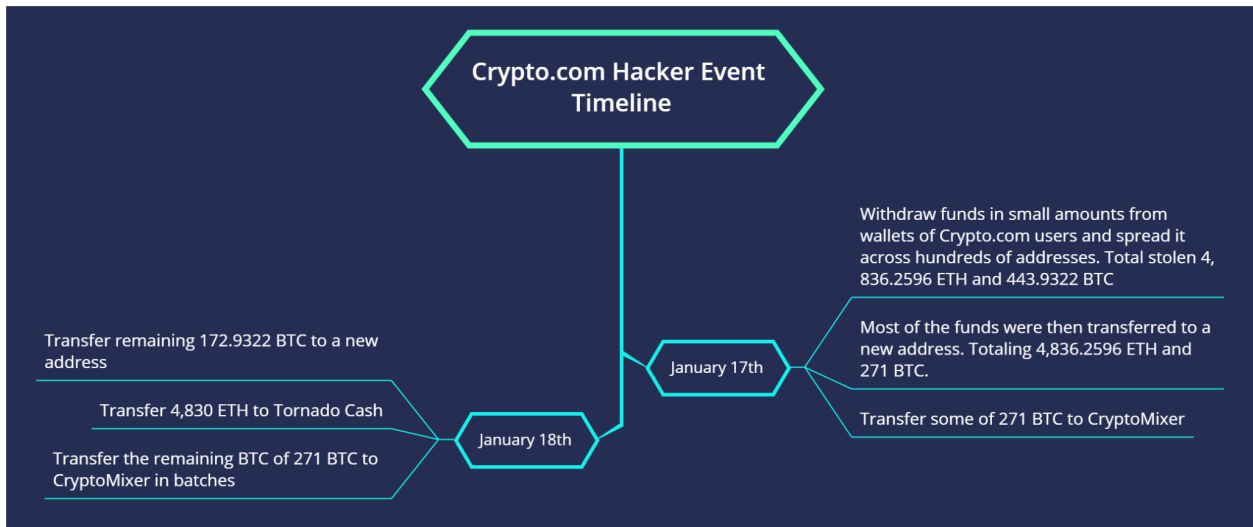 Crypto.com Hacker Event
Timeline
January 17th
Withdraw funds in small amounts from
wallets of Crypto.com users and spread it
across hundreds of addresses. Total stolen 4,
836.2596 ETH and 443.9322 BTC
Most of the funds were then transferred to a
new address. Totaling 4,836.2596 ETH and
271 BTC.
Transfer some of 271 BTC to CryptoMixer
January 18th
Transfer remaining 172.9322 BTC to a new
address
Transfer 4,830 ETH to Tornado Cash
Transfer the remaining BTC of 271 BTC to
CryptoMixer in batches